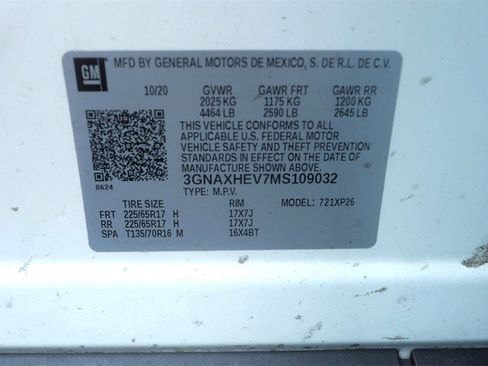 GM
MFD BY GENERAL MOTORS DE MEXICO, S. DE R.L. DE C.V.
10/20 GVWR GAWR FRT GAWR RR
2025 KG 1175 KG 1200 KG
4464 LB 2590 LB 2645 LB
THIS VEHICLE CONFORMS TO ALL
APPLICABLE U.S. FEDERAL MOTOR
VEHICLE SAFETY AND THEFT PREVENTION
STANDARDS IN EFFECT ON THE DATE OF
MANUFACTURE SHOWN ABOVE.
8624 3GNAXHEV7MS109032
TYPE: M.P.V.
TIRE SIZE RIM MODEL: 721XP26
FRT 225/65R17 H 17X7J
RR 225/65R17 H 17X7J
SPA T135/70R16 M 16X4BT